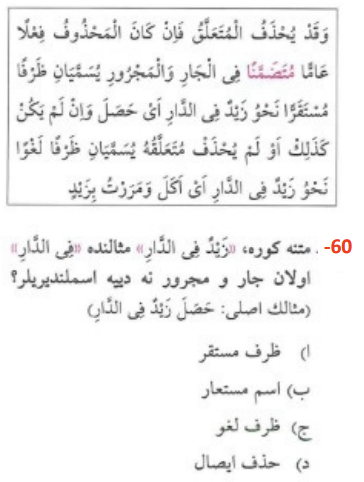 وَقَدْ يُحْذَفُ الْمُتَعَلَّقُ فَاِنْ كَانَ الْمَحْذُوفُ فِعْلًا
عَامًّا مُتَضَمَّنًا فِى الْجَارِ وَالْمَجْرُورِ يُسَمَّيَانِ ظَرْفًا
مُسْتَقَرًّا نَحْوُ زَيْدٌ فِى الدَّارِ اَىْ حَصَلَ وَاِنْ لَمْ يَكُنْ
كَذَلِكَ اَوْ لَمْ يُحْذَفْ مُتَعَلَّقُهُ يُسَمَّيَانِ ظَرْفًا لَغْوًا
نَحْوُ زَيْدٌ فِى الدَّارِ اَىْ اَكَلَ وَمَرَرْتُ بِزَيْدٍ
60- . متنه كوره، «زَيْدٌ فِى الدَّارِ» مثالنده «فِى الدَّارِ»
اولان جار و مجرور نه دييه اسملنديريلر؟
(مثالك اصلى: حَصَلَ زَيْدٌ فِى الدَّارِ)
ا) ظرف مستقر
ب) اسم مستعار
ج) ظرف لغو
د) حذف ايصال